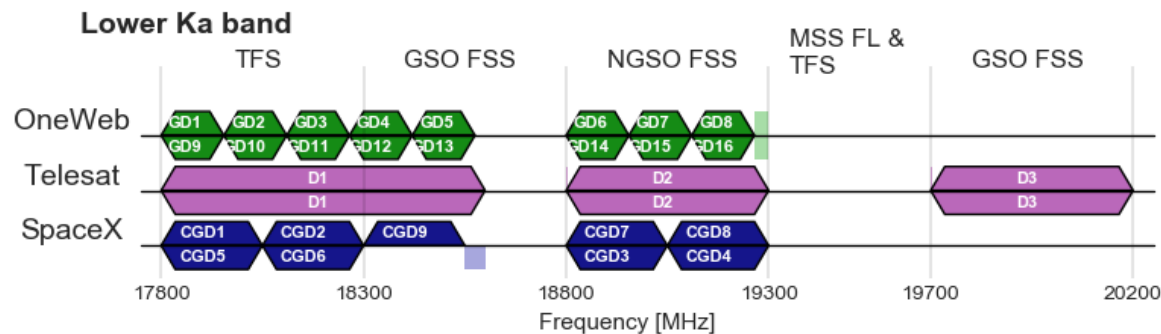 Lower Ka band
TFS GSO FSS NGSO FSS MSS FL & TFS GSO FSS
OneWeb GD1 GD2 GD3 GD4 GD5 GD6 GD7 GD8
GD9 GD10 GD11 GD12 GD13 GD14 GD15 GD16
Telesat D1 D2 D3
D1 D2 D3
SpaceX CGD1 CGD2 CGD9 CGD7 CGD8
CGD5 CGD6 CGD3 CGD4
17800 18300 18800 19300 19700 20200
Frequency [MHz]